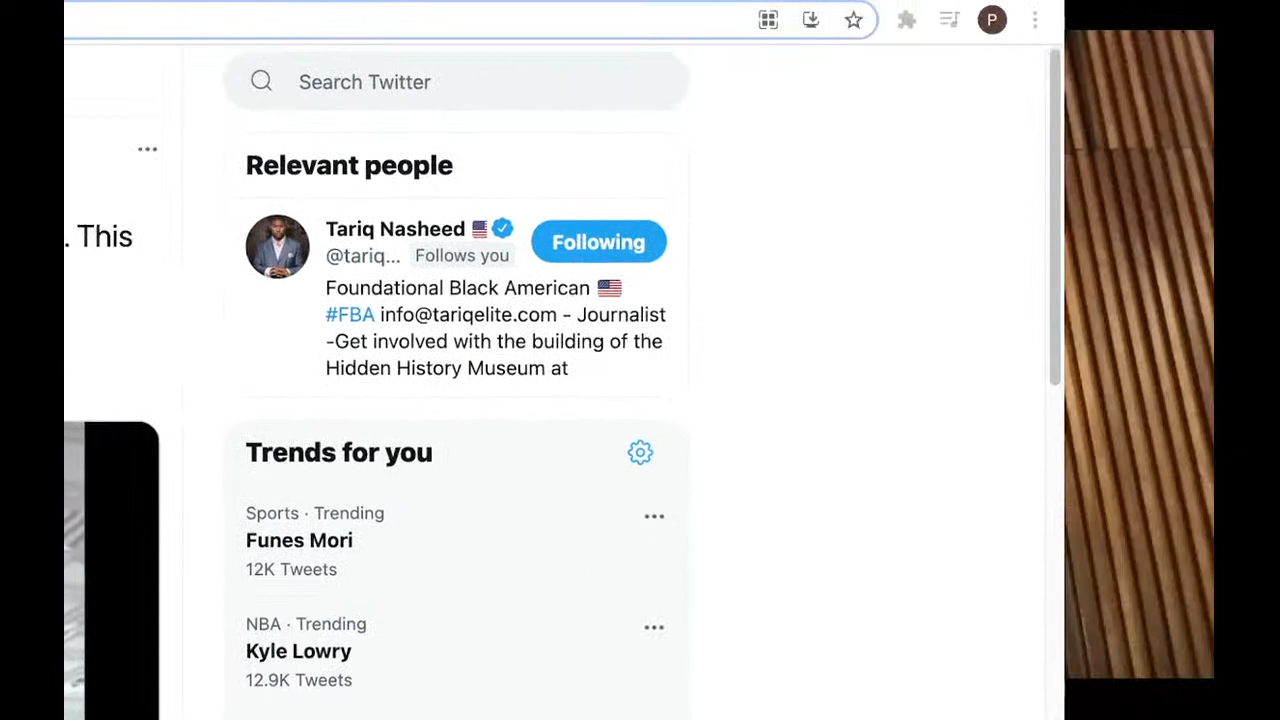 P
Search Twitter
. This
Relevant people
Tariq Nasheed 🇺🇸
@tariq... Follows you
Following
Foundational Black American 🇺🇸
#FBA info@tariqelite.com - Journalist
-Get involved with the building of the
Hidden History Museum at
Trends for you
Sports · Trending
Funes Mori
12K Tweets
NBA · Trending
Kyle Lowry
12.9K Tweets